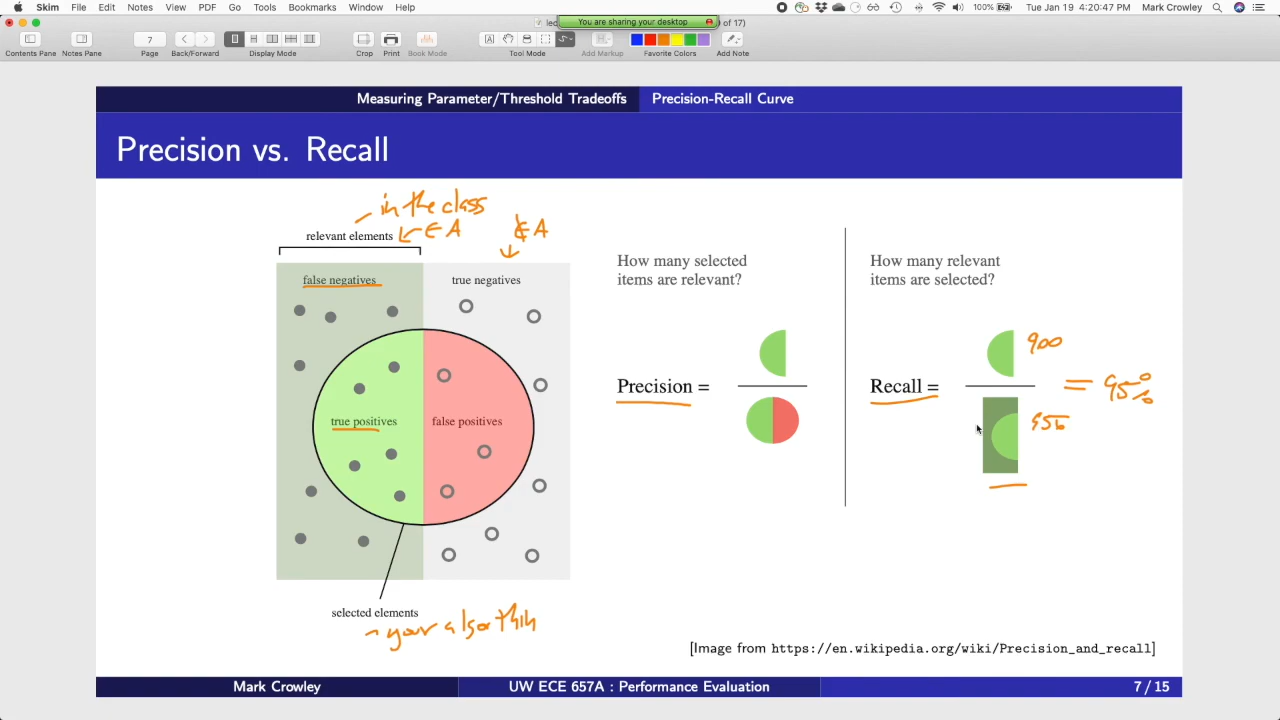 Skim File Edit View Go Tools Bookmarks Window Help
You are sharing your desktop
100%
Tue Jan 19 4:20:47 PM Mark Crowley
of 17)
7
Contents Pane Notes Pane Page Back/Forward Display Mode Crop Print Book Mode Tool Mode Add Markup Favorite Colors Add Note
Measuring Parameter/Threshold Tradeoffs Precision-Recall Curve
Precision vs. Recall
in the class
relevant elements ∈ A ∉ A
false negatives true negatives
true positives false positives
selected elements
your algorithm
How many selected
items are relevant?
Precision =
How many relevant
items are selected?
900
Recall = = 95%
950
[Image from https://en.wikipedia.org/wiki/Precision_and_recall]
Mark Crowley UW ECE 657A : Performance Evaluation 7 / 15